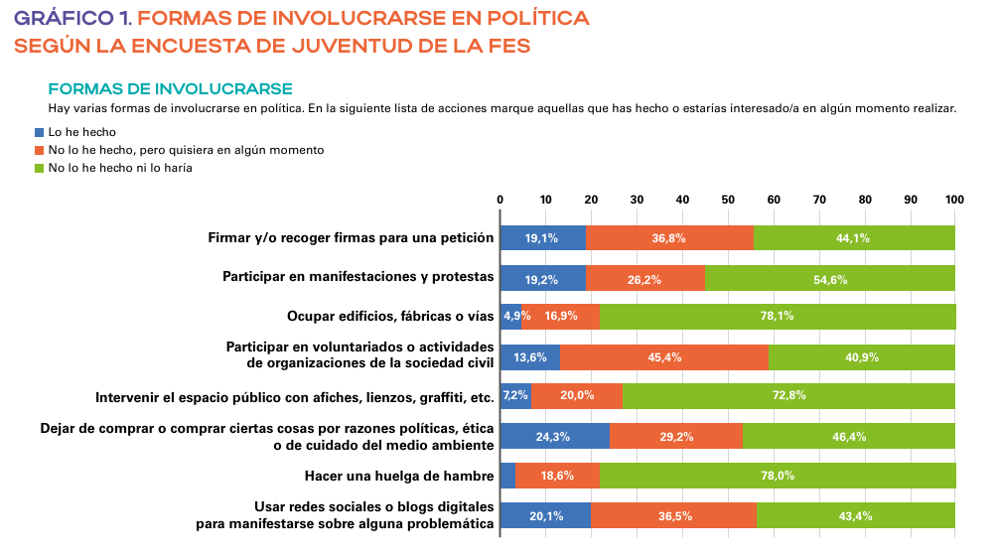 GRÁFICO 1. FORMAS DE INVOLUCRARSE EN POLÍTICA
SEGÚN LA ENCUESTA DE JUVENTUD DE LA FES
FORMAS DE INVOLUCRARSE
Hay varias formas de involucrarse en política. En la siguiente lista de acciones marque aquellas que has hecho o estarías interesado/a en algún momento realizar.
Lo he hecho
No lo he hecho, pero quisiera en algún momento
No lo he hecho ni lo haría
0 10 20 30 40 50 60 70 80 90 100
Firmar y/o recoger firmas para una petición 19,1% 36,8% 44,1%
Participar en manifestaciones y protestas 19,2% 26,2% 54,6%
Ocupar edificios, fábricas o vías 4,9% 16,9% 78,1%
Participar en voluntariados o actividades
de organizaciones de la sociedad civil 13,6% 45,4% 40,9%
Intervenir el espacio público con afiches, lienzos, graffiti, etc. 7,2% 20,0% 72,8%
Dejar de comprar o comprar ciertas cosas por razones políticas, ética
o de cuidado del medio ambiente 24,3% 29,2% 46,4%
Hacer una huelga de hambre 18,6% 78,0%
Usar redes sociales o blogs digitales
para manifestarse sobre alguna problemática 20,1% 36,5% 43,4%